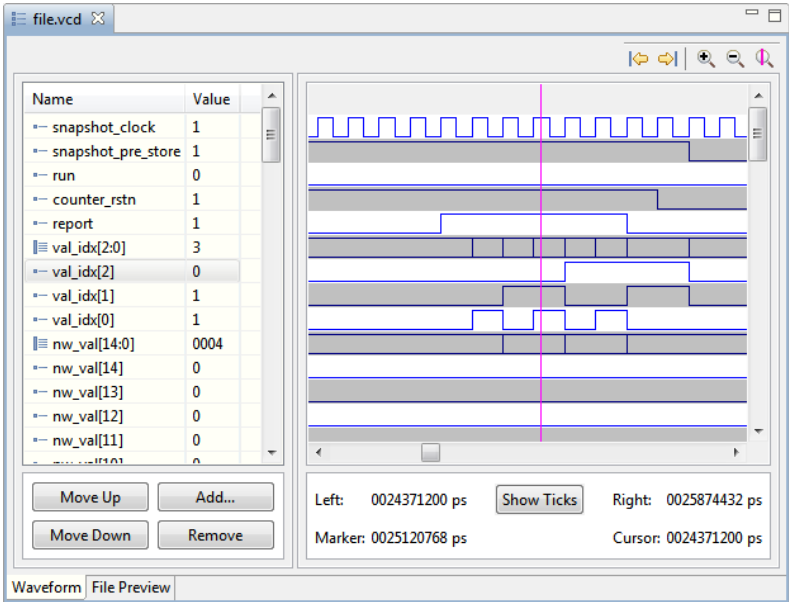 file.vcd
Name Value
snapshot_clock 1
snapshot_pre_store 1
run 0
counter_rstn 1
report 1
val_idx[2:0] 3
val_idx[2] 0
val_idx[1] 1
val_idx[0] 1
nw_val[14:0] 0004
nw_val[14] 0
nw_val[13] 0
nw_val[12] 0
nw_val[11] 0
nw_val[10] 0
Move Up Add...
Move Down Remove
Left: 0024371200 ps Show Ticks Right: 0025874432 ps
Marker: 0025120768 ps Cursor: 0024371200 ps
Waveform File Preview